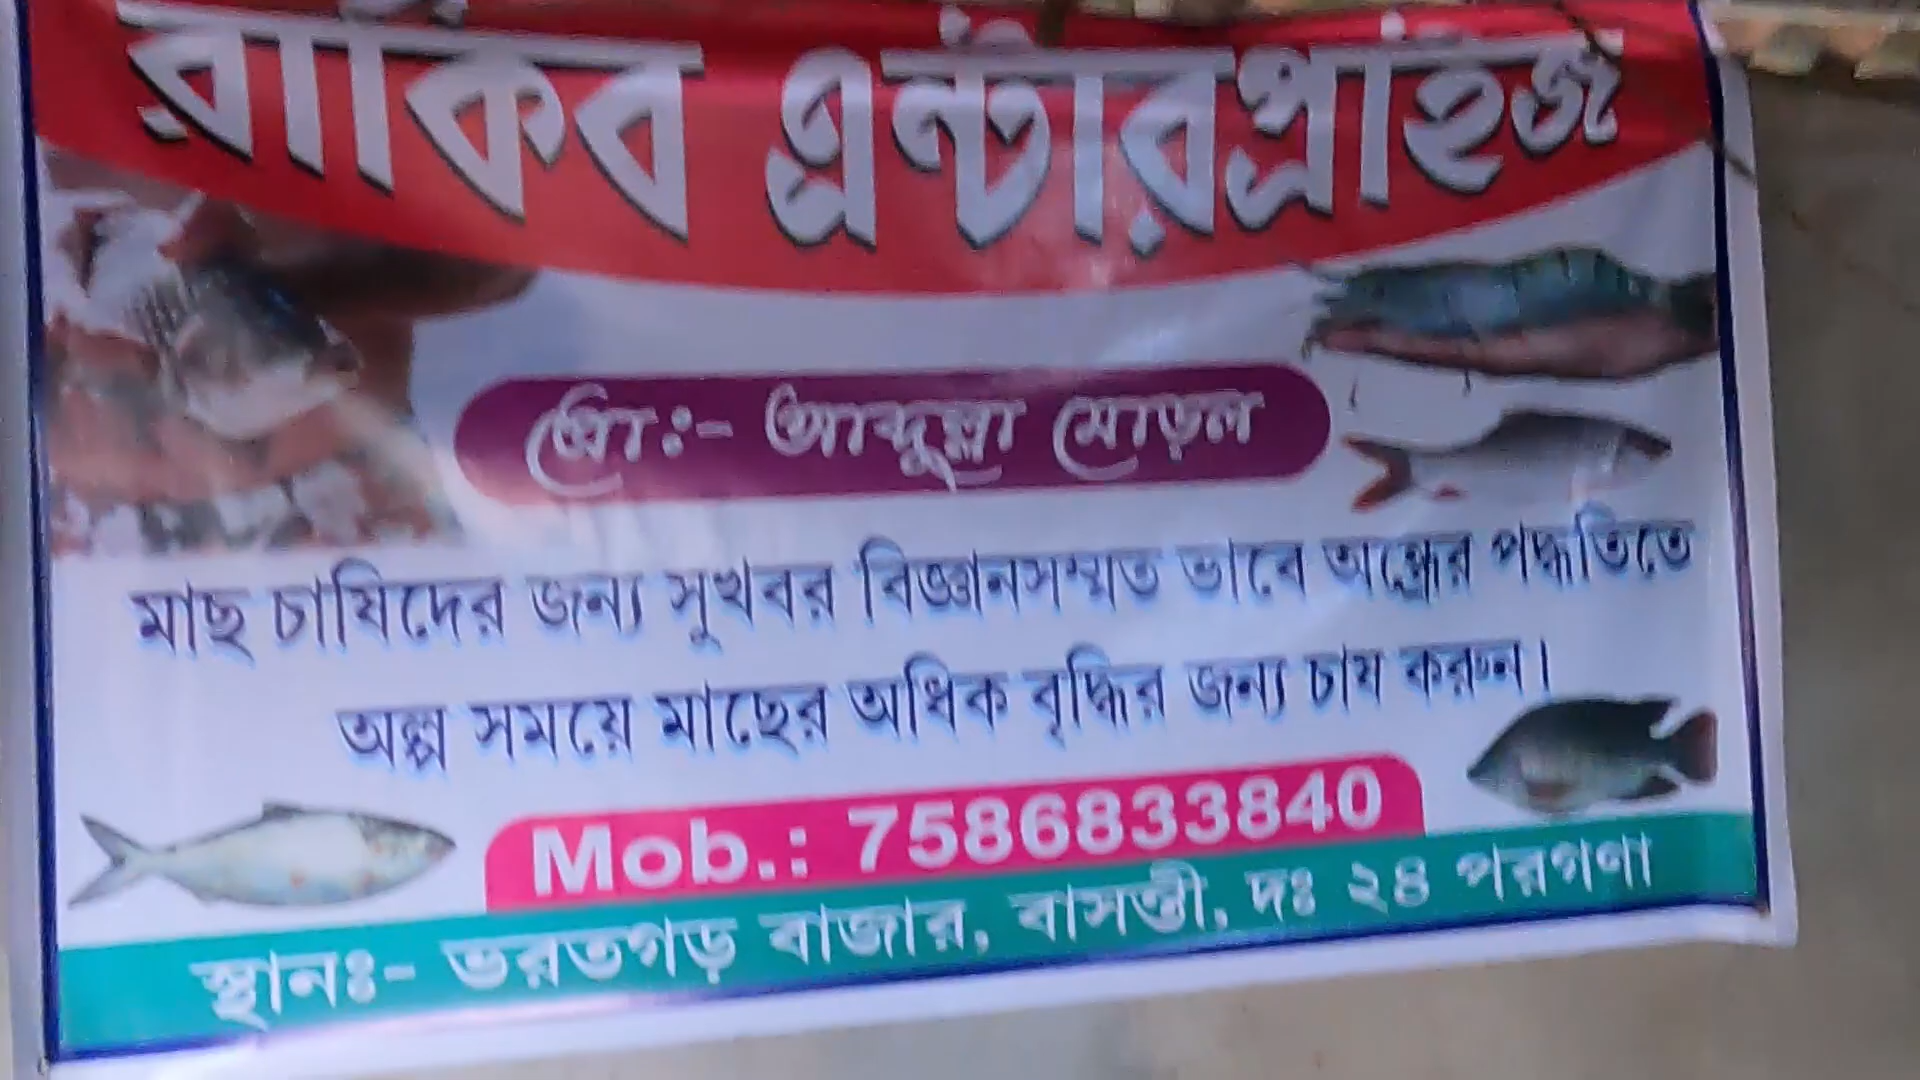 রাকিব এন্টারপ্রাইজ
প্রোঃ- আব্দুল্লা মোড়ল
মাছ চাষিদের জন্য সুখবর বিজ্ঞানসম্মত ভাবে অন্ধ্রের পদ্ধতিতে
অল্প সময়ে মাছের অধিক বৃদ্ধির জন্য চাষ করুন।
Mob.: 7586833840
স্থানঃ- ভরতগড় বাজার, বাসন্তী, দঃ ২৪ পরগণা